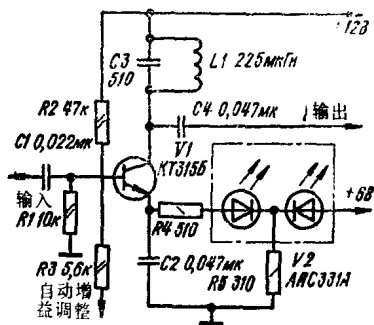 +12В
C3
510
L1 225мкГн
R2 47к
C4 0,047мк
输出
C1 0,022мк
V1
КТ315Б
输入
R1 10к
+6В
R4 510
R3 5,6к
C2 0,047мк
V2
АЛС331А
R5 310
自动增
益调整